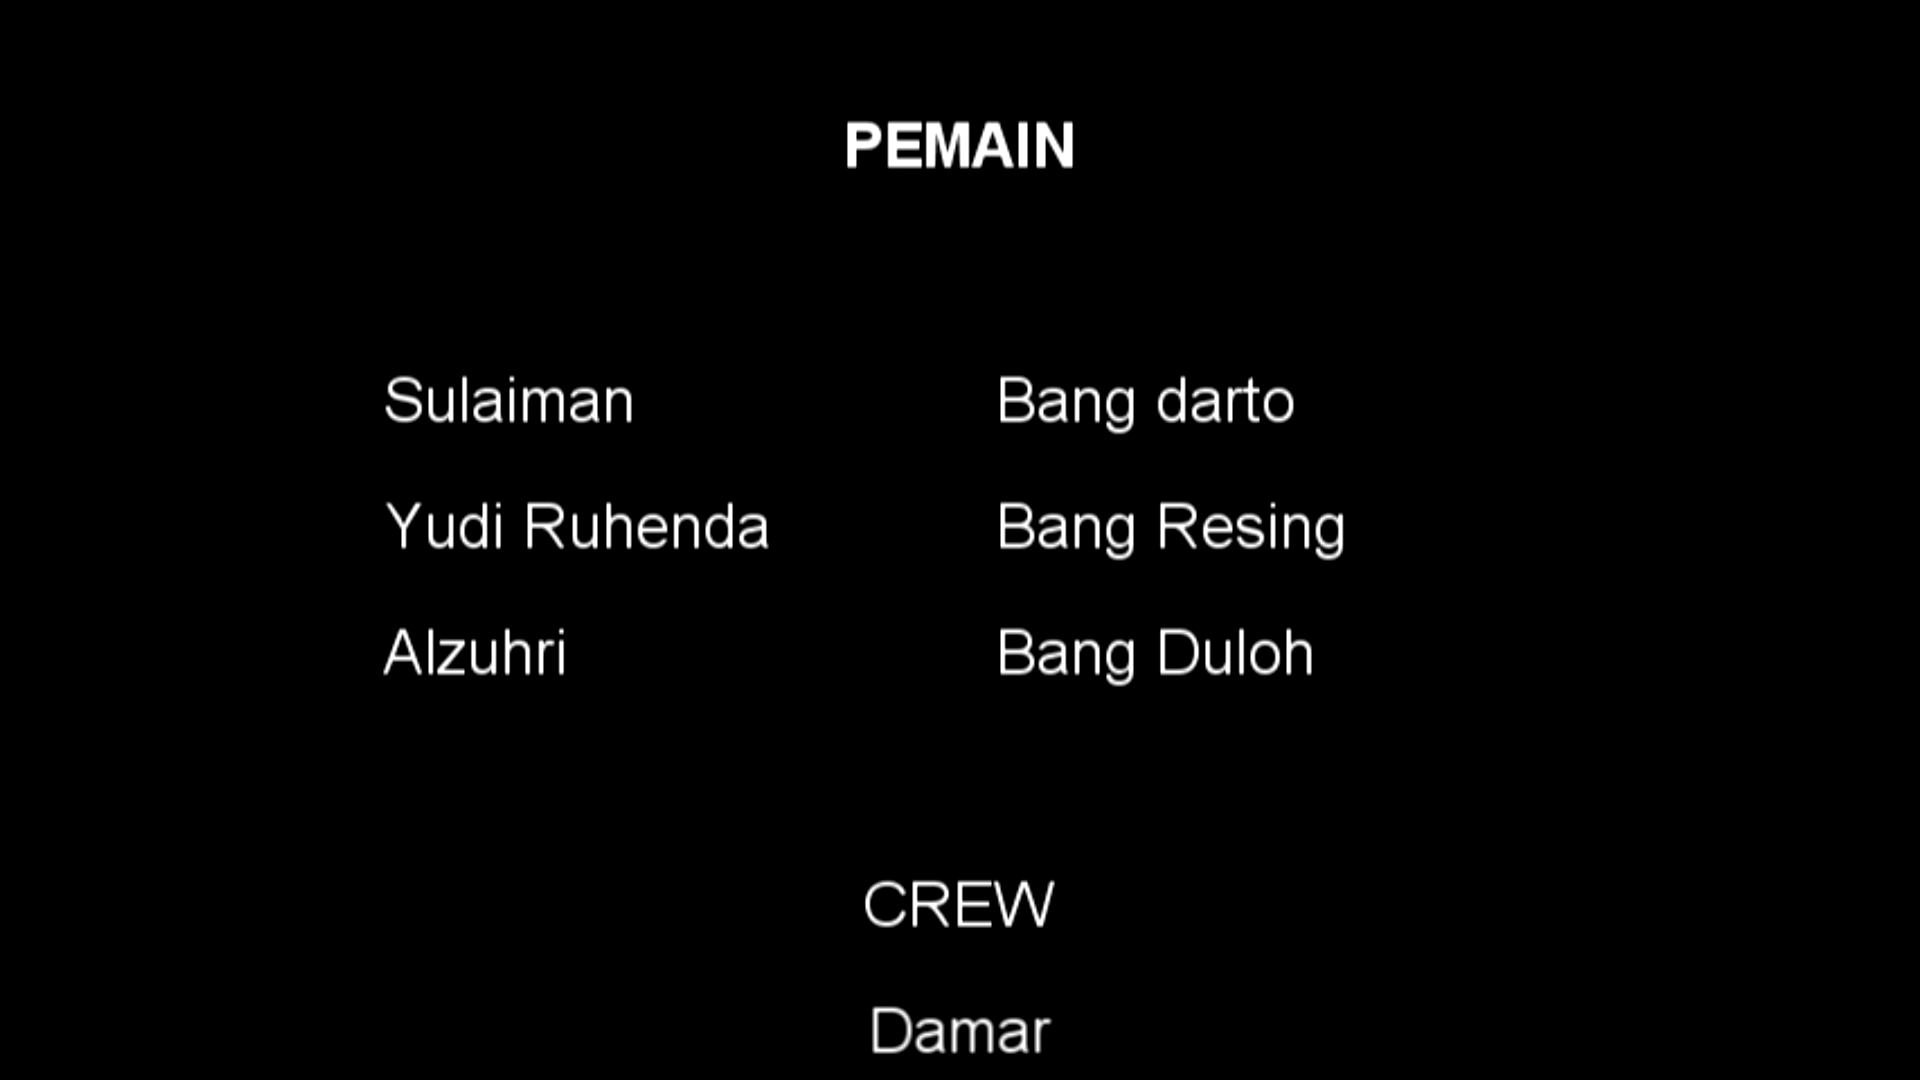 PEMAIN
Sulaiman Bang darto
Yudi Ruhenda Bang Resing
Alzuhri Bang Duloh
CREW
Damar